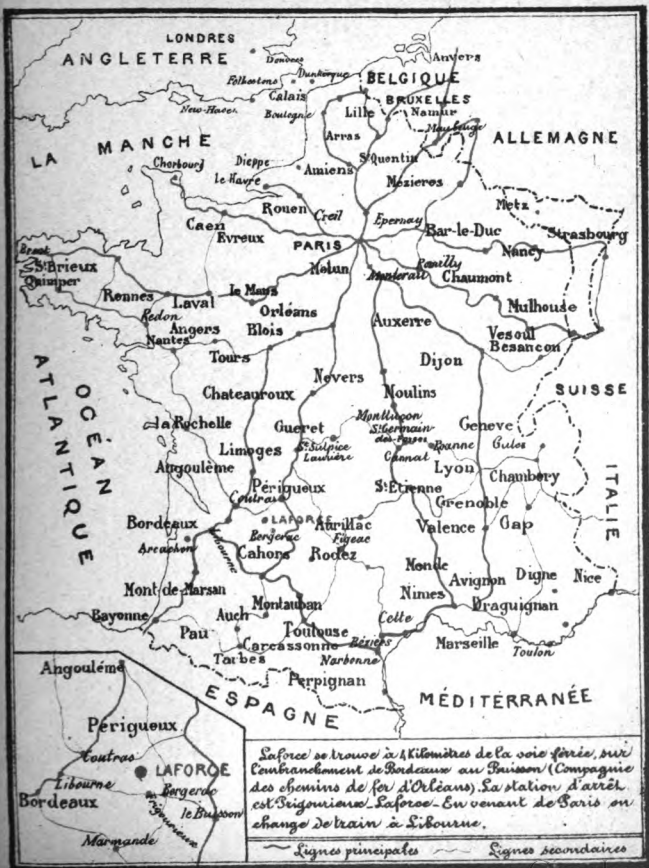 LONDRES
ANGLETERRE
Douvres
Folkestone
Dunkerque
Anvers
BELGIQUE
Calais
BRUXELLES
New-Haven
Boulogne
Lille
Namur
Maubeuge
LA MANCHE
Arras
ALLEMAGNE
Cherbourg
Dieppe
Amiens
St Quentin
le Havre
Mézieres
Metz
Rouen
Creil
Epernay
Caen
Evreux
PARIS
Bar-le-Duc
Strasbourg
Nancy
Brest
St Brieux
Quimper
Melun
Montereau
Romilly
Chaumont
Rennes
Laval
le Mans
Orléans
Mulhouse
Redon
Angers
Blois
Auxerre
Vesoul
Nantes
Tours
Besançon
Dijon
OCÉAN
ATLANTIQUE
Chateauroux
Nevers
Moulins
SUISSE
la Rochelle
Gueret
Montluçon
St Germain
des-Fossés
Geneve
Limoges
St Sulpice
Laurière
Gannat
Roanne
Culoz
Angoulême
Lyon
Chambery
ITALIE
Périgueux
St Etienne
Coutras
Grenoble
Bordeaux
LAFORCE
Aurillac
Valence
Gap
Arcachon
Libourne
Bergerac
Figeac
Cahors
Rodez
Mende
Mont-de-Marsan
Avignon
Digne
Nice
Nimes
Bayonne
Auch
Montauban
Cette
Draguignan
Pau
Toulouse
Carcassonne
Béziers
Marseille
Toulon
Tarbes
Narbonne
Perpignan
ESPAGNE
MÉDITERRANÉE
Angoulémé
Périgueux
Coutras
LAFORCE
Libourne
Bergerac
Bordeaux
Prigourieux
le Buisson
Marmande
Laforce se trouve à 4 Kilomètres de la voie ferrée, sur
l'embranchement de Bordeaux au Buisson (Compagnie
des chemins de fer d'Orléans). La station d'arrêt
est Prigourieux-Laforce. En venant de Paris on
change de train à Libourne.
Lignes principales Lignes secondaires